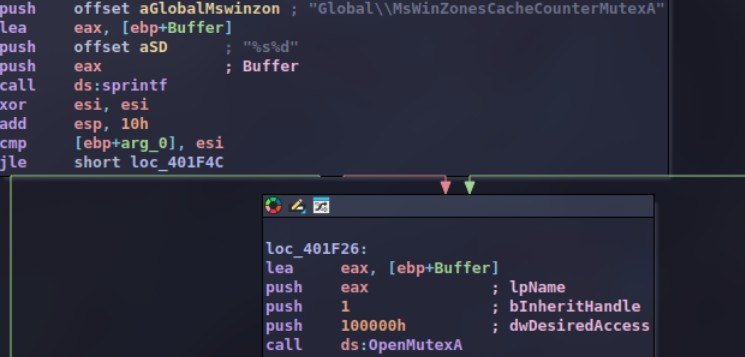 push offset aGlobalMswinzon ; "Global\\MsWinZonesCacheCounterMutexA"
lea eax, [ebp+Buffer]
push offset aSD ; "%s%d"
push eax ; Buffer
call ds:sprintf
xor esi, esi
add esp, 10h
cmp [ebp+arg_0], esi
jle short loc_401F4C
loc_401F26:
lea eax, [ebp+Buffer]
push eax ; lpName
push 1 ; bInheritHandle
push 100000h ; dwDesiredAccess
call ds:OpenMutexA